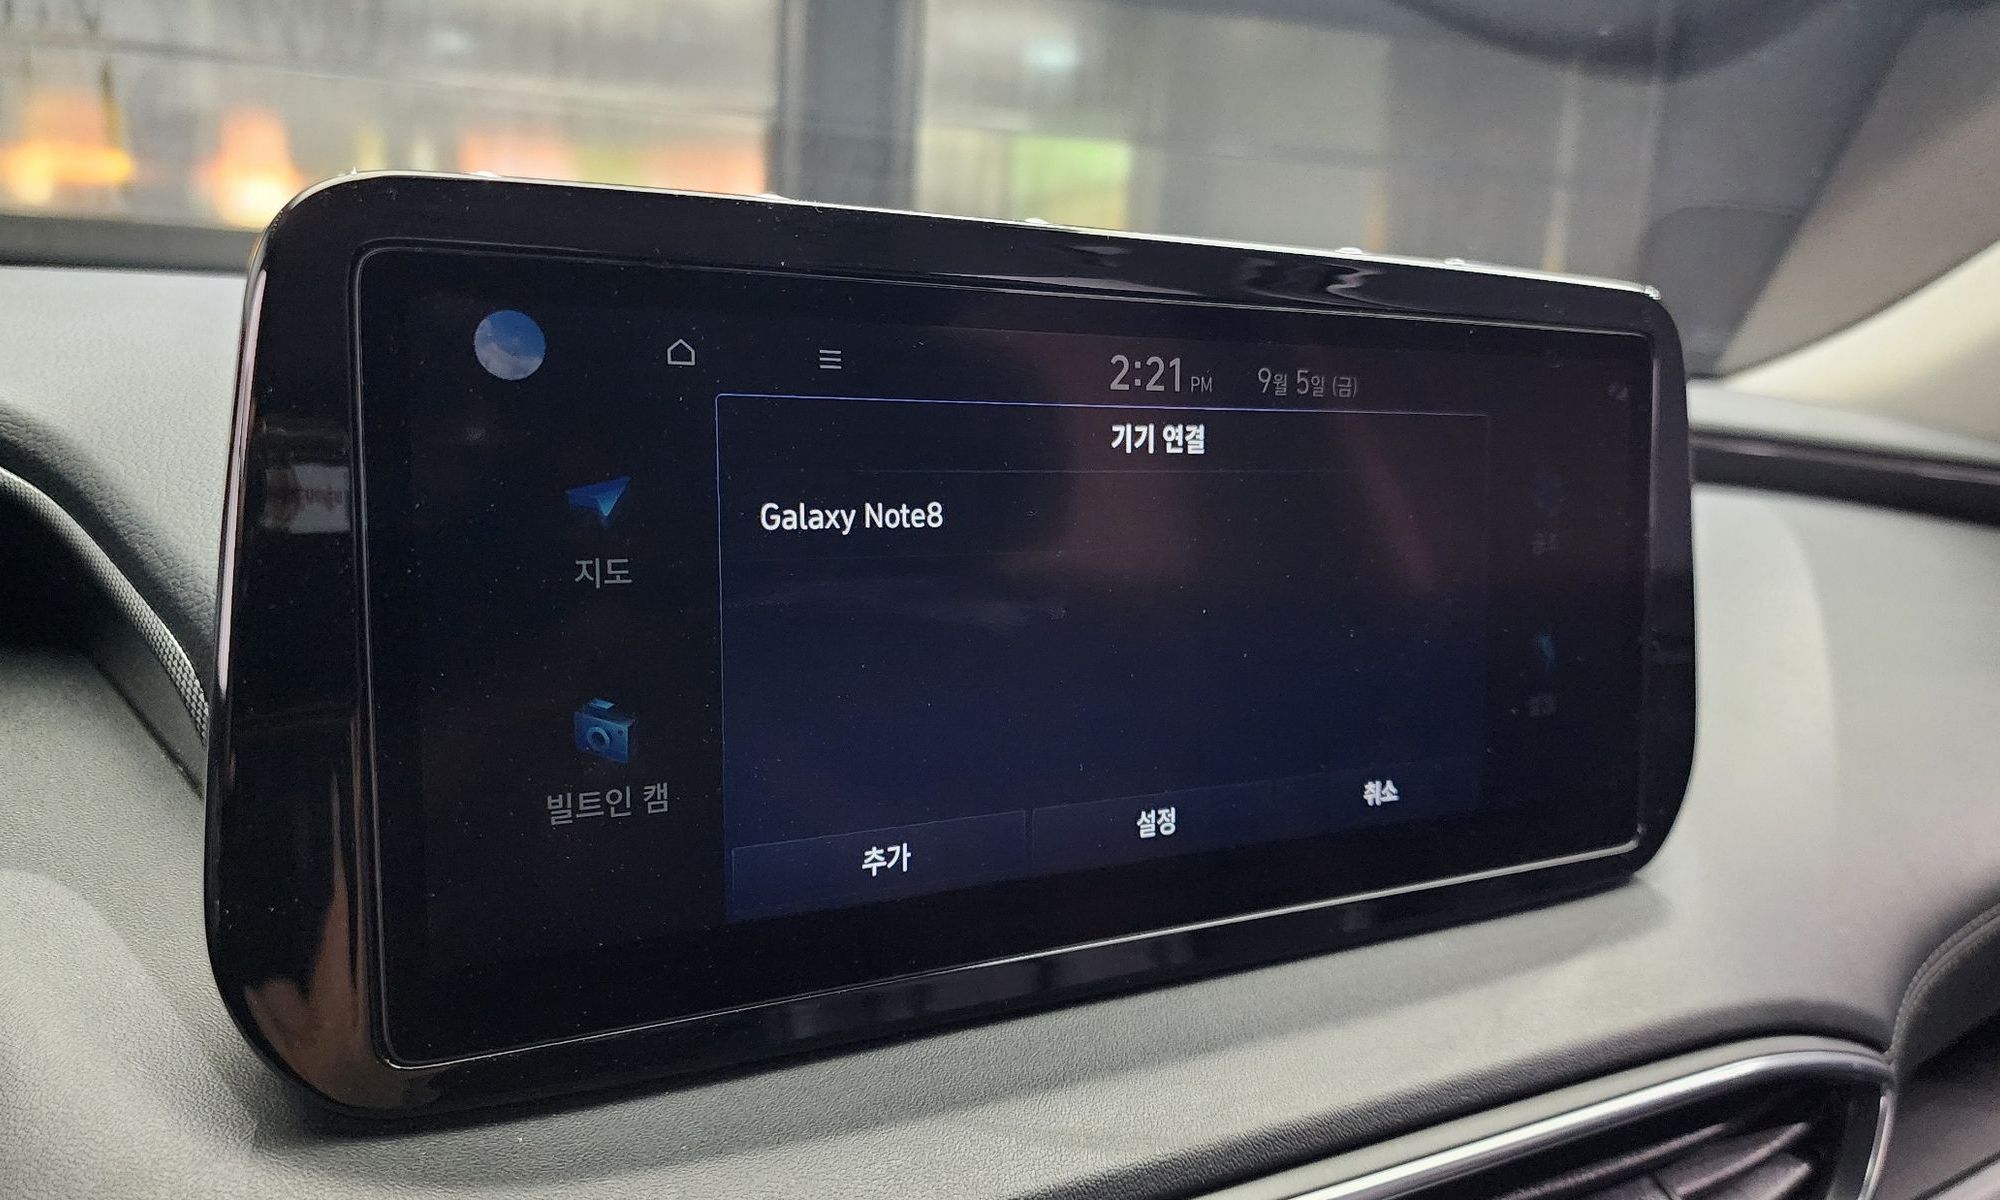 2:21 PM 9월 5일 (금)
기기 연결
Galaxy Note8
지도
빌트인 캠
추가
설정
취소